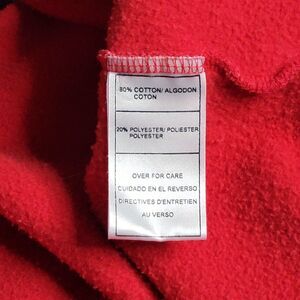 80% COTTON/ ALGODON
COTON
20% POLYESTER/ POLIESTER
POLYESTER
OVER FOR CARE
CUIDADO EN EL REVERSO
DIRECTIVES D'ENTRETIEN
AU VERSO